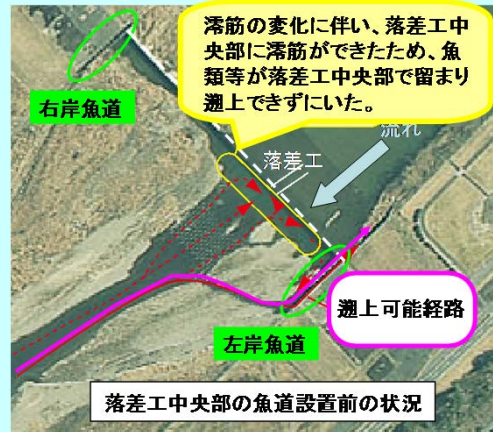 澪筋の変化に伴い、落差工中
央部に澪筋ができたため、魚
類等が落差工中央部で留まり
遡上できずにいた。
右岸魚道
流れ
落差工
遡上可能経路
左岸魚道
落差工中央部の魚道設置前の状況